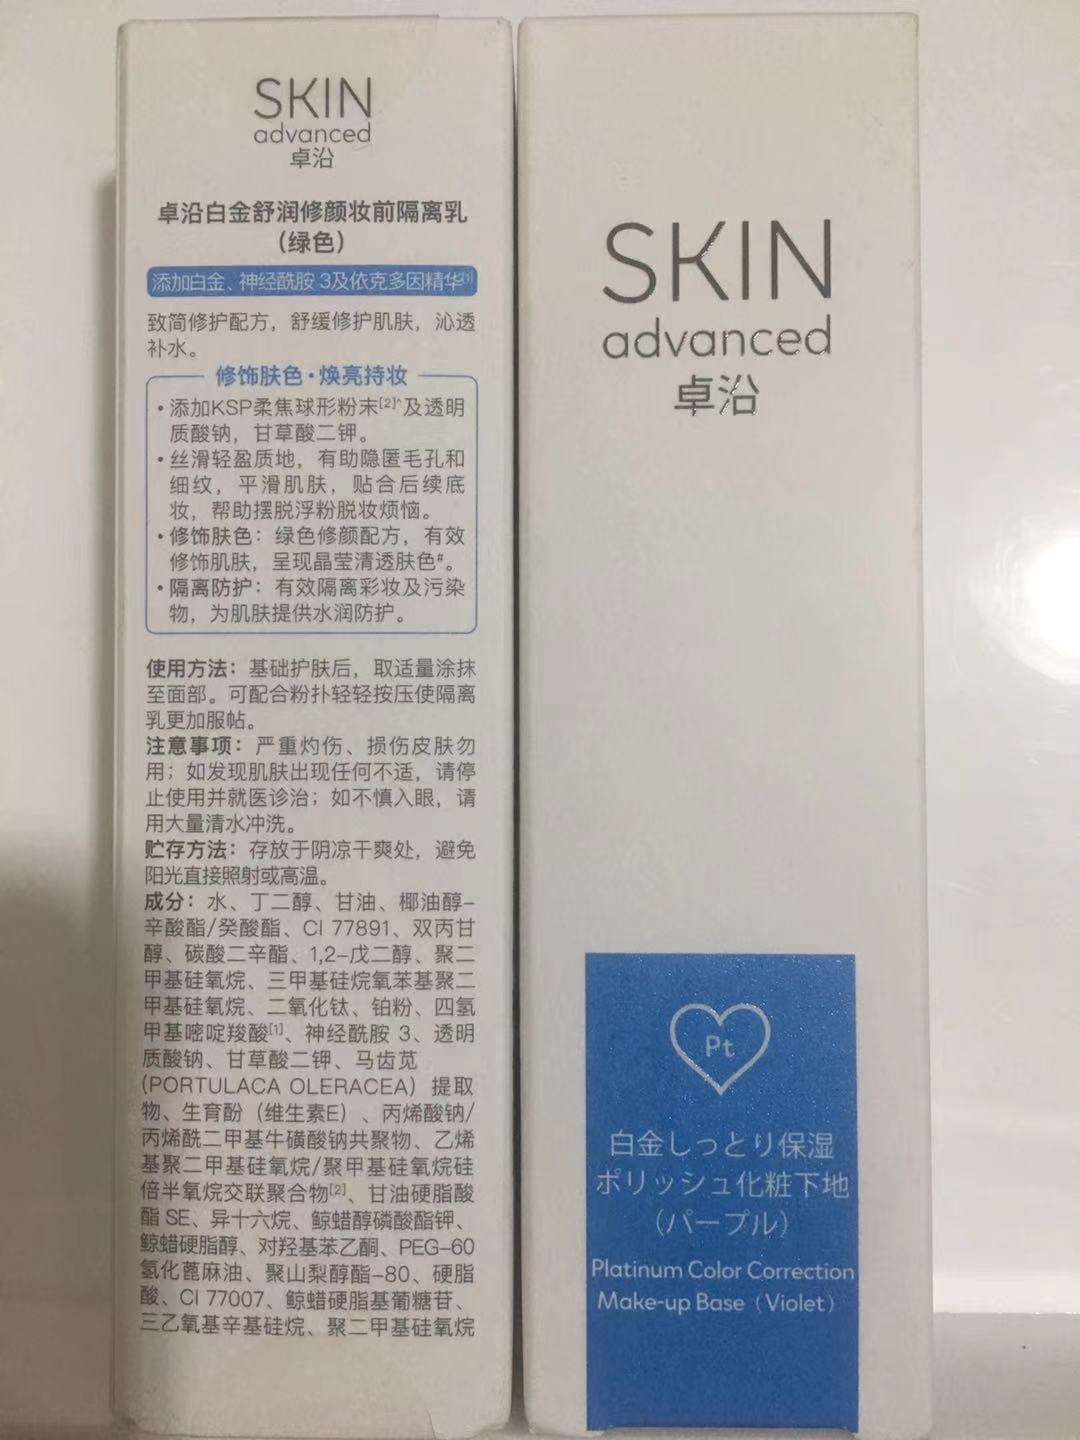 SKIN
advanced
卓沿
卓沿白金舒润修颜妆前隔离乳
（绿色）
添加白金、神经酰胺 3及依克多因精华[1]
致简修护配方，舒缓修护肌肤，沁透
补水。
修饰肤色·焕亮持妆
•添加KSP柔焦球形粉末[2]^及透明
质酸钠，甘草酸二钾。
•丝滑轻盈质地，有助隐匿毛孔和
细纹，平滑肌肤，贴合后续底
妆，帮助摆脱浮粉脱妆烦恼。
•修饰肤色：绿色修颜配方，有效
修饰肌肤，呈现晶莹清透肤色#。
•隔离防护：有效隔离彩妆及污染
物，为肌肤提供水润防护。
使用方法：基础护肤后，取适量涂抹
至面部。可配合粉扑轻轻按压使隔离
乳更加服帖。
注意事项：严重灼伤、损伤皮肤勿
用；如发现肌肤出现任何不适，请停
止使用并就医诊治；如不慎入眼，请
用大量清水冲洗。
贮存方法：存放于阴凉干爽处，避免
阳光直接照射或高温。
成分：水、丁二醇、甘油、椰油醇-
辛酸酯/癸酸酯、CI 77891、双丙甘
醇、碳酸二辛酯、1,2-戊二醇、聚二
甲基硅氧烷、三甲基硅烷氧苯基聚二
甲基硅氧烷、二氧化钛、铂粉、四氢
甲基嘧啶羧酸[1]、神经酰胺 3、透明
质酸钠、甘草酸二钾、马齿苋
(PORTULACA OLERACEA）提取
物、生育酚（维生素E）、丙烯酸钠/
丙烯酰二甲基牛磺酸钠共聚物、乙烯
基聚二甲基硅氧烷/聚甲基硅氧烷硅
倍半氧烷交联聚合物[2]、甘油硬脂酸
酯 SE、异十六烷、鲸蜡醇磷酸酯钾、
鲸蜡硬脂醇、对羟基苯乙酮、PEG-60
氢化蓖麻油、聚山梨醇酯-80、硬脂
酸、CI 77007、鲸蜡硬脂基葡糖苷、
三乙氧基辛基硅烷、聚二甲基硅氧烷
SKIN
advanced
卓沿
Pt
白金しっとり保湿
ポリッシュ化粧下地
（パープル）
Platinum Color Correction
Make-up Base（Violet）